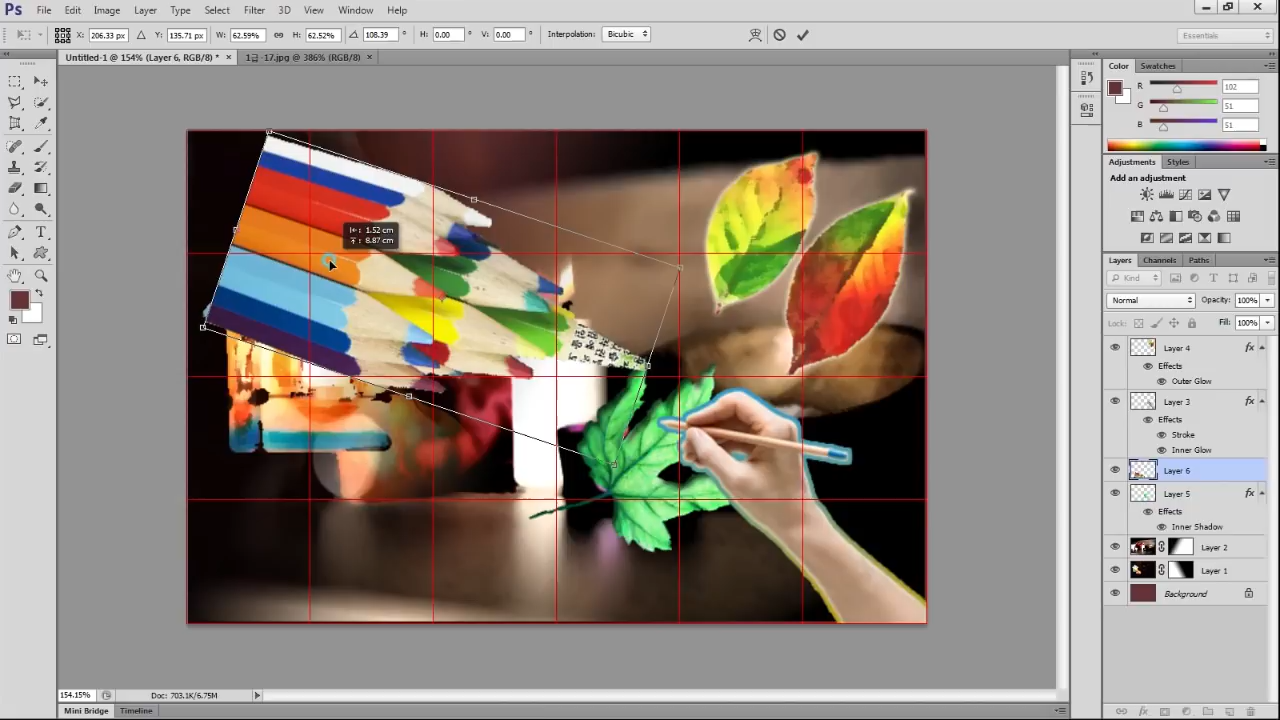 Ps File Edit Image Layer Type Select Filter 3D View Window Help
X: 206.33 px Y: 135.71 px W: 62.59% H: 62.52% 108.39 ° H: 0.00 ° V: 0.00 ° Interpolation: Bicubic Essentials
Untitled-1 @ 154% (Layer 6, RGB/8) * × 1급-17.jpg @ 386% (RGB/8) ×
Color Swatches
R 102
G 51
B 51
Adjustments Styles
Add an adjustment
Layers Channels Paths
Kind
Normal Opacity: 100%
Lock: Fill: 100%
Layer 4 fx
Effects
Outer Glow
Layer 3 fx
Effects
Stroke
Inner Glow
Layer 6
Layer 5 fx
Effects
Inner Shadow
Layer 2
Layer 1
Background
1.52 cm
8.87 cm
154.15% Doc: 703.1K/6.75M
Mini Bridge Timeline